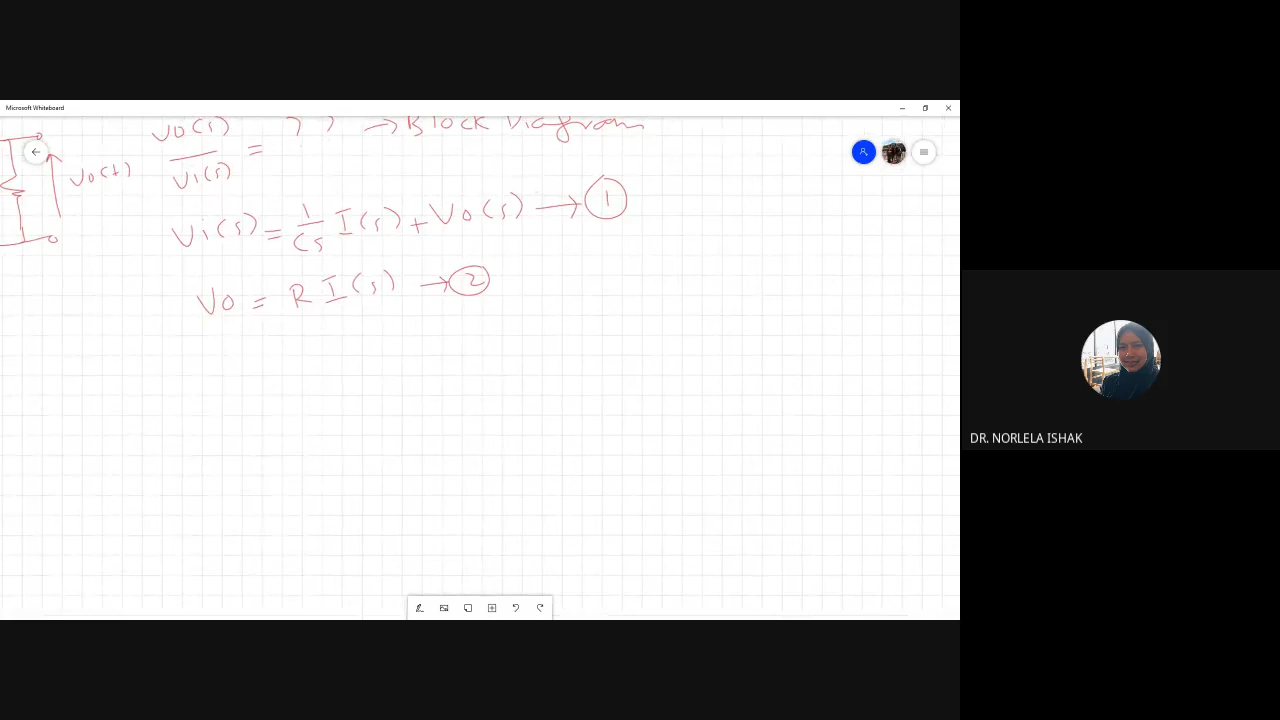 Microsoft Whiteboard
Vo(s) / Vi(s) = ?? → Block Diagram
Vo(t)
Vi(s) = 1/Cs I(s) + Vo(s) → 1
Vo = R I(s) → 2
DR. NORLELA ISHAK